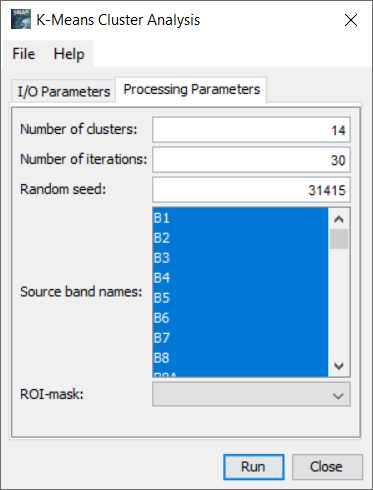 K-Means Cluster Analysis
File Help
I/O Parameters Processing Parameters
Number of clusters: 14
Number of iterations: 30
Random seed: 31415
Source band names:
B1
B2
B3
B4
B5
B6
B7
B8
B8A
ROI-mask:
Run Close